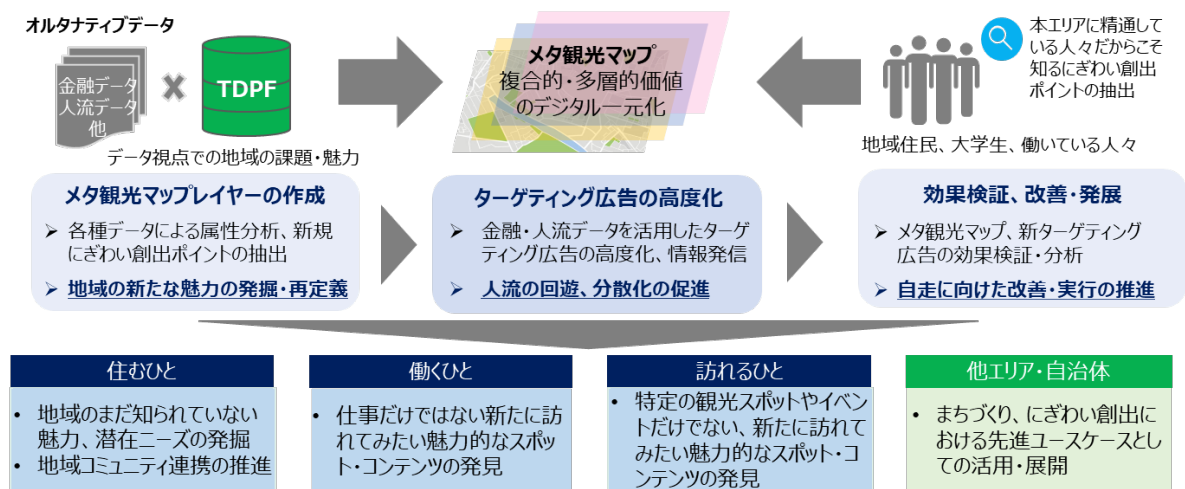 オルタナティブデータ
金融データ
人流データ
他
TDPF
データ視点での地域の課題・魅力
メタ観光マップ
複合的・多層的価値
のデジタル一元化
本エリアに精通して
いる人々だからこそ
知るにぎわい創出
ポイントの抽出
地域住民、大学生、働いている人々
メタ観光マップレイヤーの作成
➢ 各種データによる属性分析、新規
にぎわい創出ポイントの抽出
➢ 地域の新たな魅力の発掘・再定義
ターゲティング広告の高度化
➢ 金融・人流データを活用したターゲ
ティング広告の高度化、情報発信
➢ 人流の回遊、分散化の促進
効果検証、改善・発展
➢ メタ観光マップ、新ターゲティング
広告の効果検証・分析
➢ 自走に向けた改善・実行の推進
住むひと
• 地域のまだ知られていない
魅力、潜在ニーズの発掘
• 地域コミュニティ連携の推進
働くひと
• 仕事だけではない新たに訪
れてみたい魅力的なスポッ
ト・コンテンツの発見
訪れるひと
• 特定の観光スポットやイベン
トだけでない、新たに訪れて
みたい魅力的なスポット・コ
ンテンツの発見
他エリア・自治体
• まちづくり、にぎわい創出に
おける先進ユースケースとし
ての活用・展開